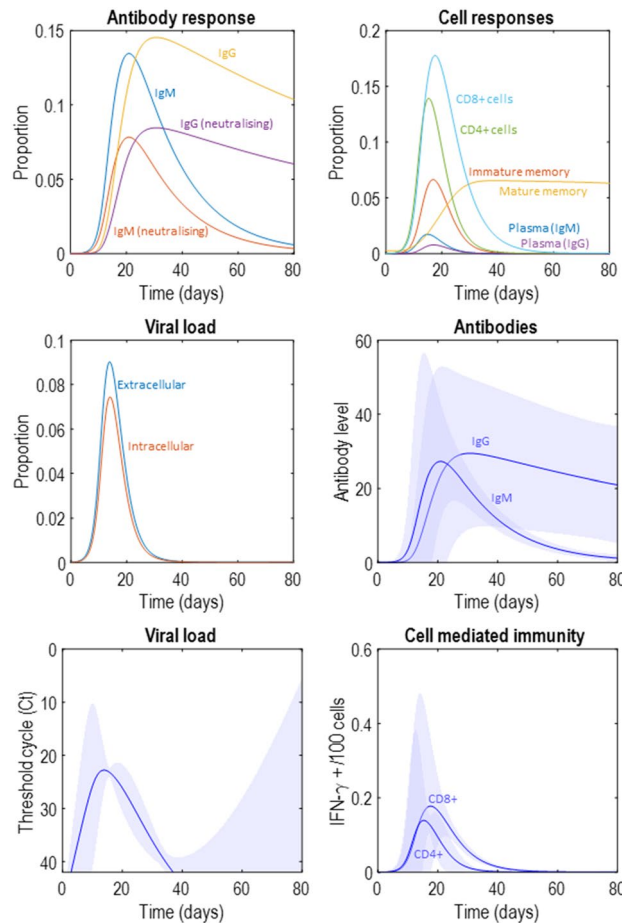 Antibody response
0.15
0.1
0.05
0
Proportion
IgG
IgM
IgG (neutralising)
IgM (neutralising)
0 20 40 60 80
Time (days)
Cell responses
0.2
0.15
0.1
0.05
0
Proportion
CD8+ cells
CD4+ cells
Immature memory
Mature memory
Plasma (IgM)
Plasma (IgG)
0 20 40 60 80
Time (days)
Viral load
0.1
0.08
0.06
0.04
0.02
0
Proportion
Extracellular
Intracellular
0 20 40 60 80
Time (days)
Antibodies
60
40
20
0
Antibody level
IgG
IgM
0 20 40 60 80
Time (days)
Viral load
0
10
20
30
40
Threshold cycle (Ct)
0 20 40 60 80
Time (days)
Cell mediated immunity
0.6
0.4
0.2
0
IFN-γ +/100 cells
CD8+
CD4+
0 20 40 60 80
Time (days)